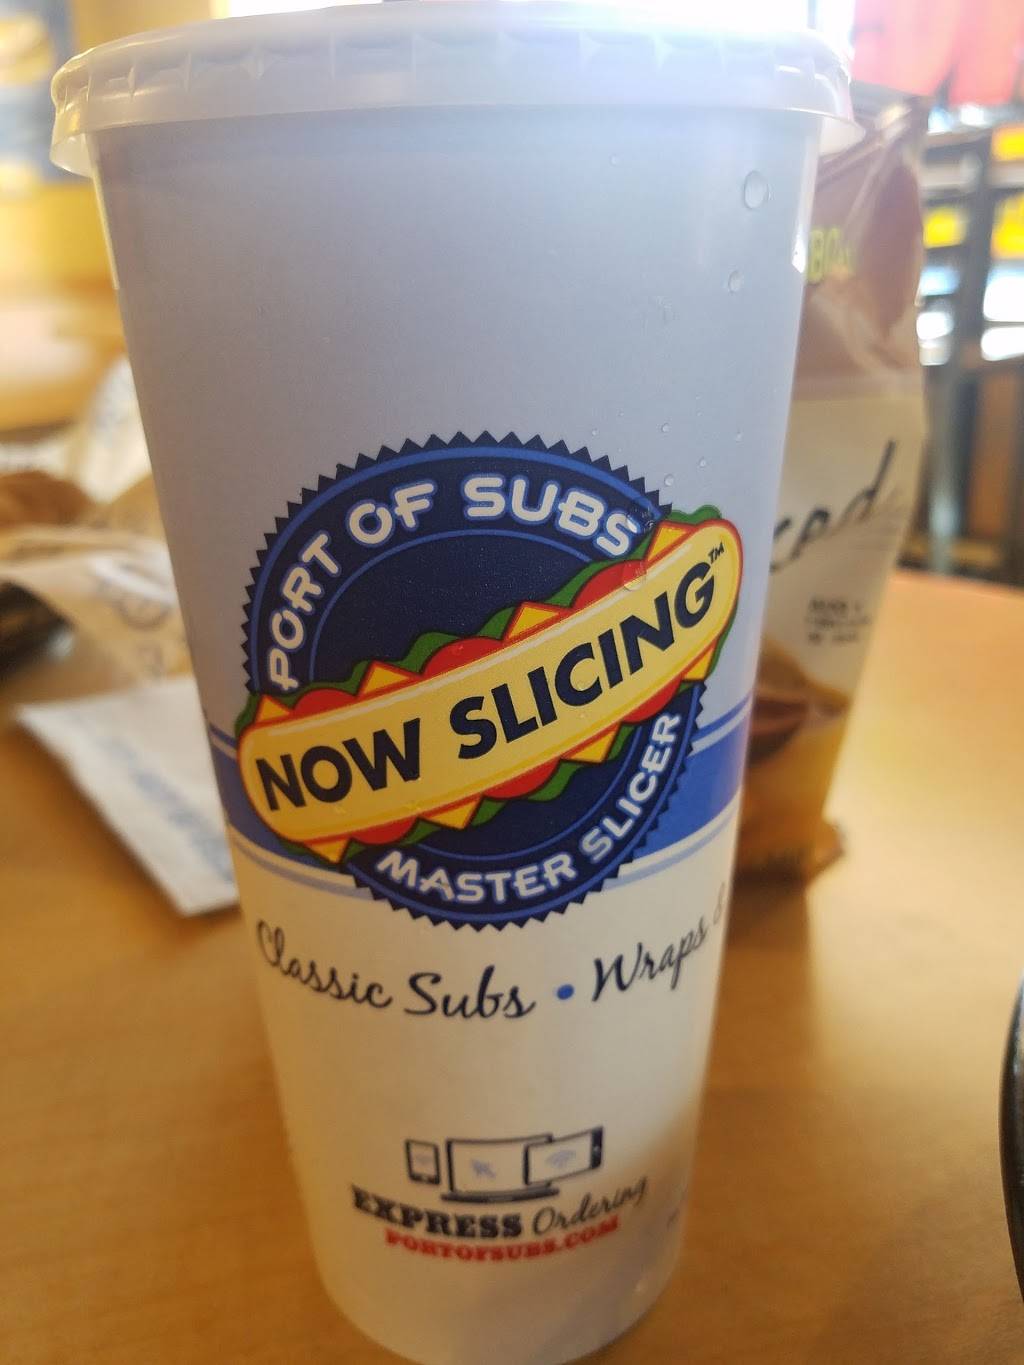 PORT OF SUBS
NOW SLICING™
MASTER SLICER
Classic Subs • Wraps &
EXPRESS Ordering
PORTOFSUBS.COM